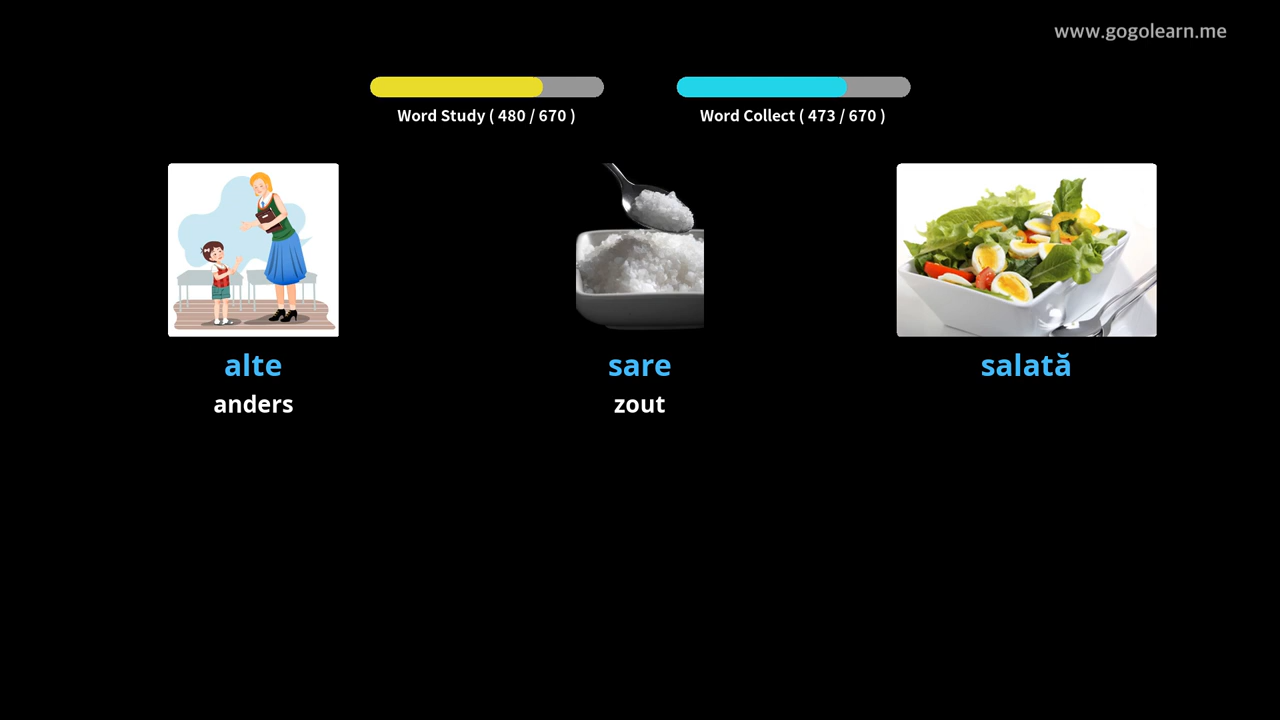 www.gogolearn.me
Word Study ( 480 / 670 )
Word Collect ( 473 / 670 )
alte
anders
sare
zout
salată